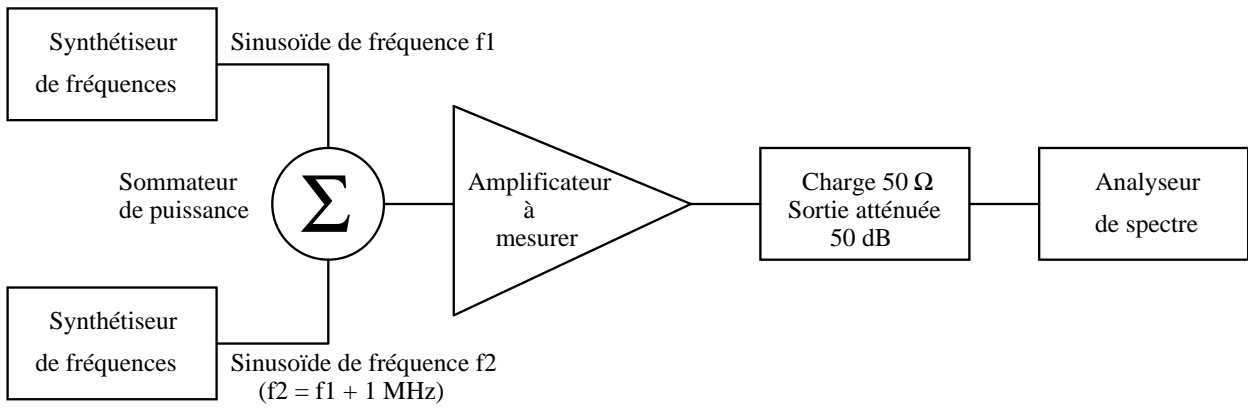 Synthétiseur
de fréquences
Sinusoïde de fréquence f1
Sommateur
de puissance
Σ
Amplificateur
à
mesurer
Charge 50 Ω
Sortie atténuée
50 dB
Analyseur
de spectre
Synthétiseur
de fréquences
Sinusoïde de fréquence f2
(f2 = f1 + 1 MHz)